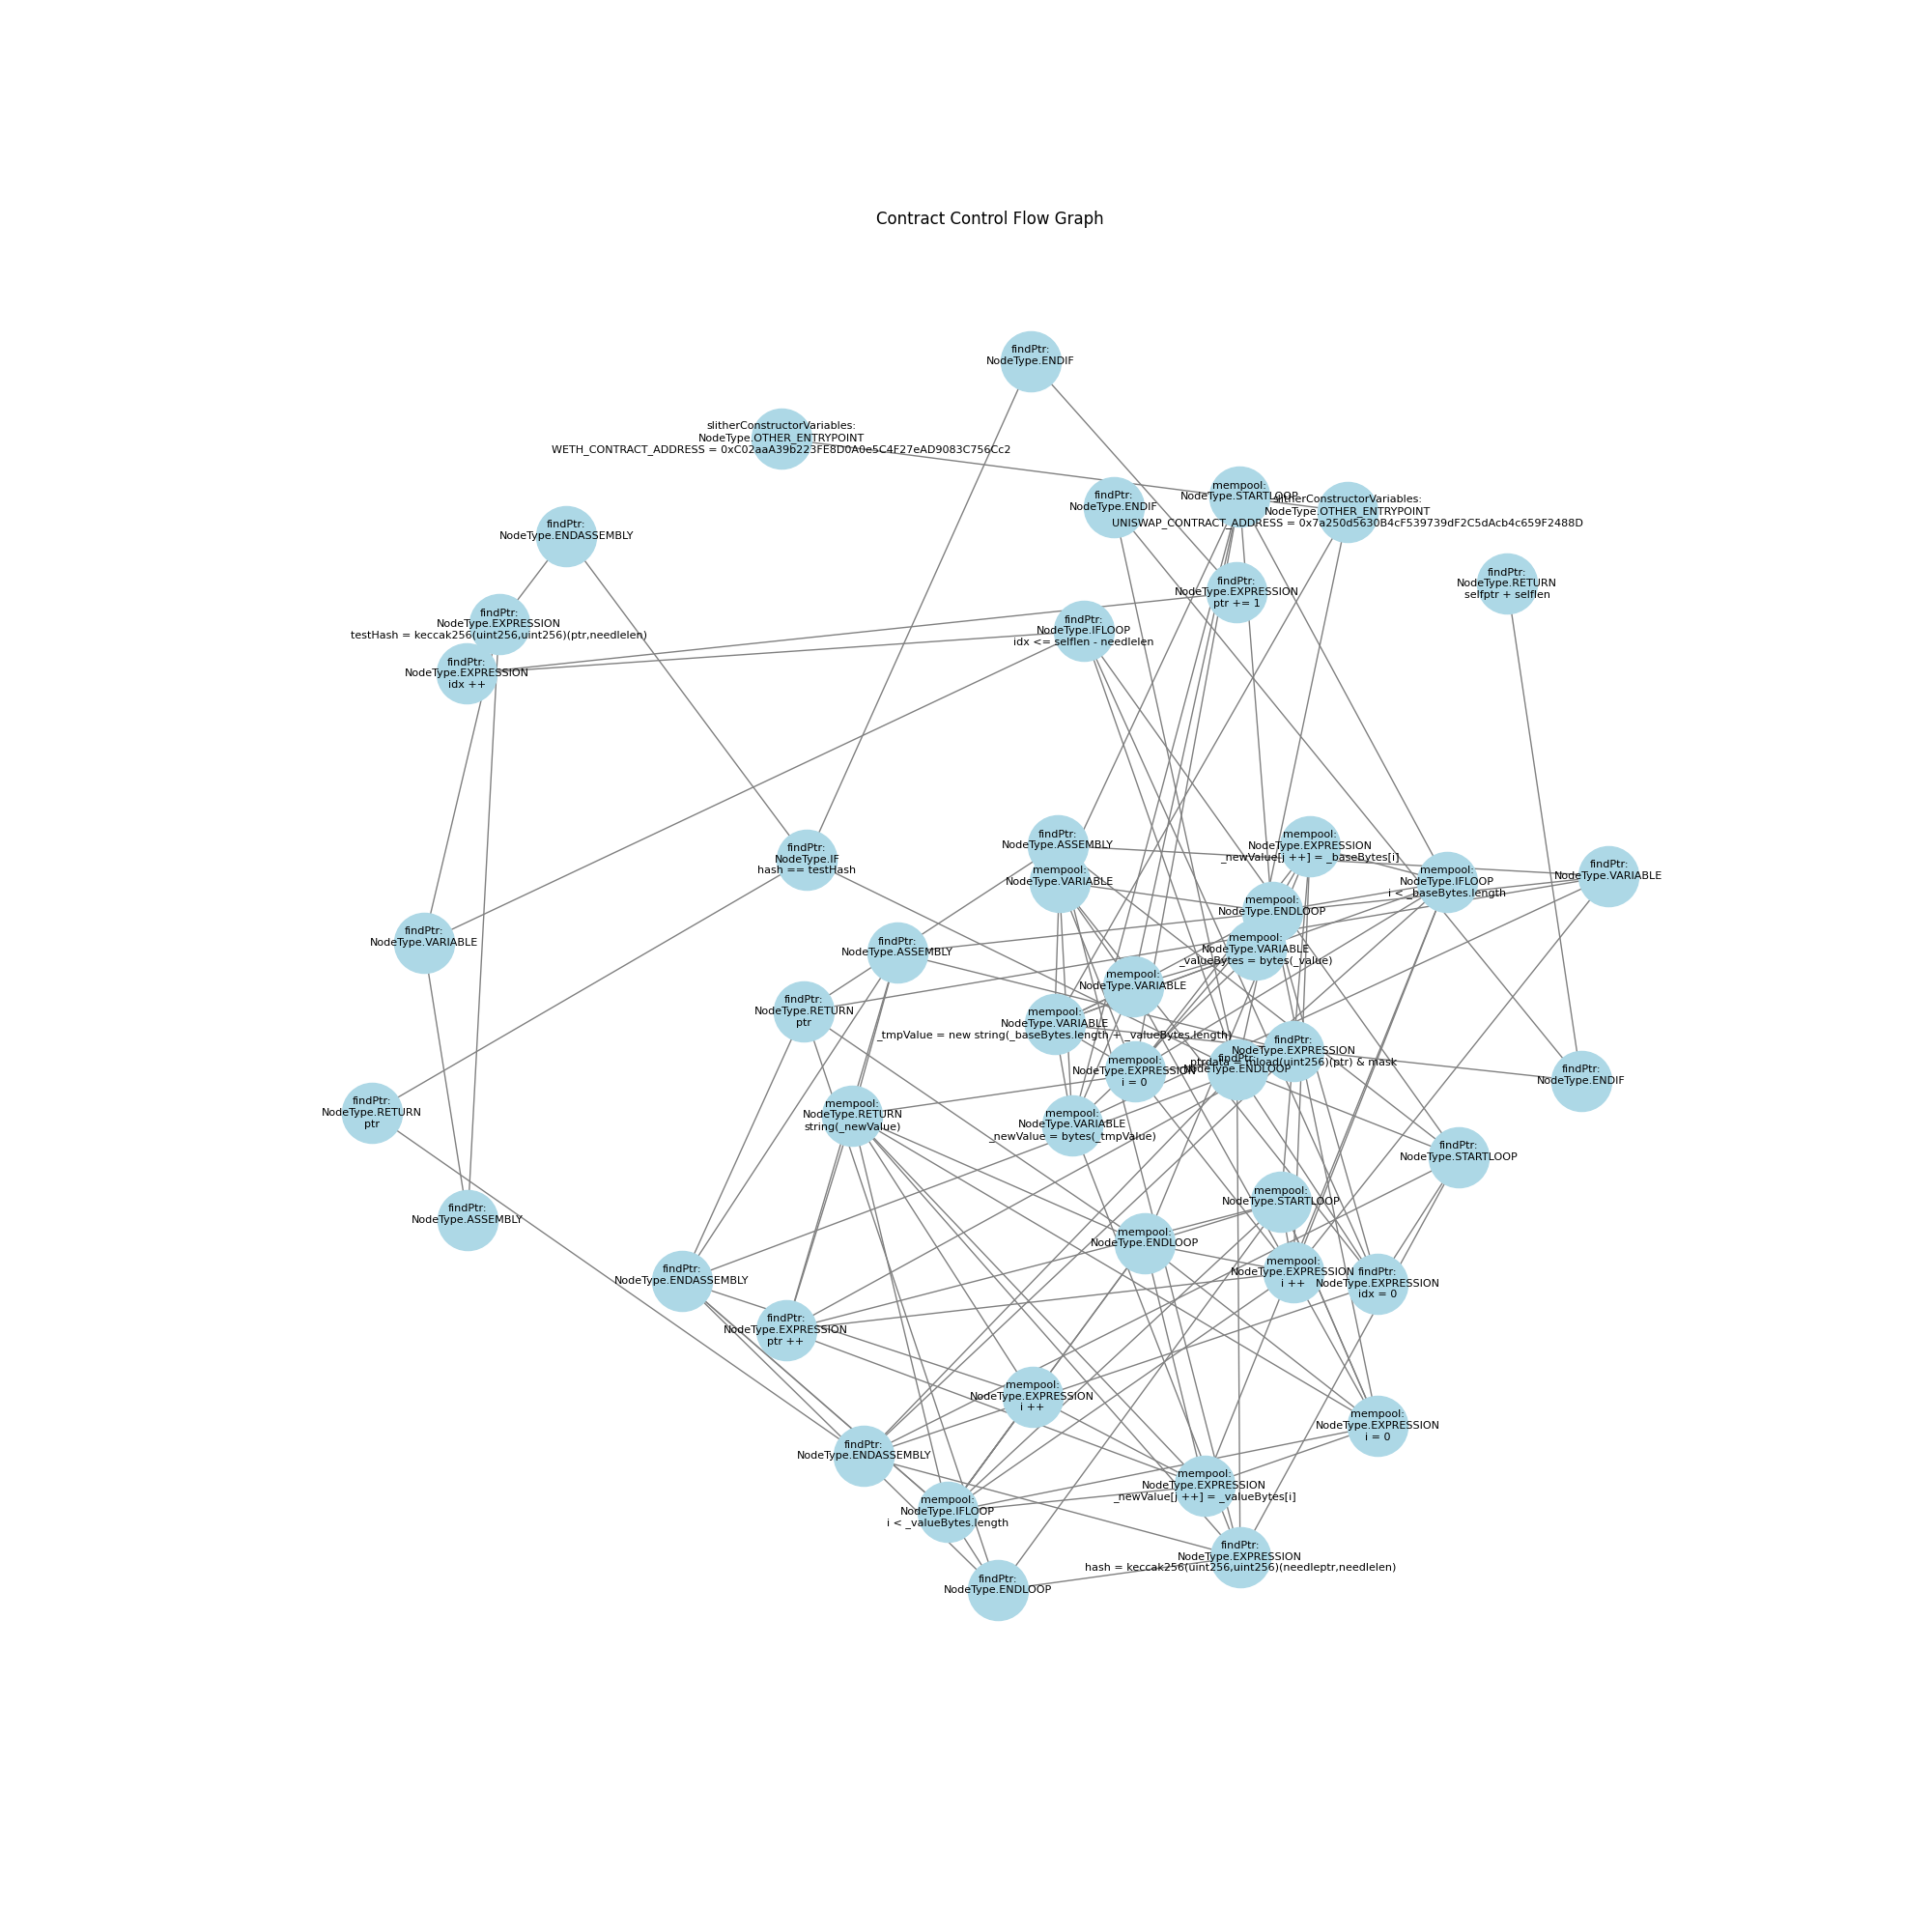 Contract Control Flow Graph
findPtr:
NodeType.ENDIF
slitherConstructorVariables:
NodeType.OTHER_ENTRYPOINT
WETH_CONTRACT_ADDRESS = 0xC02aaA39b223FE8D0A0e5C4F27eAD9083C756Cc2
mempool:
NodeType.STARTLOOP
findPtr:
NodeType.ENDIF
slitherConstructorVariables:
NodeType.OTHER_ENTRYPOINT
UNISWAP_CONTRACT_ADDRESS = 0x7a250d5630B4cF539739dF2C5dAcb4c659F2488D
findPtr:
NodeType.ENDASSEMBLY
findPtr:
NodeType.RETURN
selfptr + selflen
findPtr:
NodeType.EXPRESSION
ptr += 1
findPtr:
NodeType.EXPRESSION
testHash = keccak256(uint256,uint256)(ptr,needlelen)
findPtr:
NodeType.IFLOOP
idx <= selflen - needlelen
findPtr:
NodeType.EXPRESSION
idx ++
findPtr:
NodeType.ASSEMBLY
mempool:
NodeType.EXPRESSION
_newValue[j ++] = _baseBytes[i]
findPtr:
NodeType.IF
hash == testHash
mempool:
NodeType.VARIABLE
mempool:
NodeType.IFLOOP
i < _baseBytes.length
findPtr:
NodeType.VARIABLE
mempool:
NodeType.ENDLOOP
findPtr:
NodeType.VARIABLE
findPtr:
NodeType.ASSEMBLY
mempool:
NodeType.VARIABLE
_valueBytes = bytes(_value)
mempool:
NodeType.VARIABLE
findPtr:
NodeType.RETURN
ptr
mempool:
NodeType.VARIABLE
_tmpValue = new string(_baseBytes.length + _valueBytes.length)
findPtr:
NodeType.EXPRESSION
ptrdata = mload(uint256)(ptr) & mask
findPtr:
NodeType.ENDLOOP
mempool:
NodeType.EXPRESSION
i = 0
findPtr:
NodeType.ENDIF
findPtr:
NodeType.RETURN
ptr
mempool:
NodeType.RETURN
string(_newValue)
mempool:
NodeType.VARIABLE
_newValue = bytes(_tmpValue)
findPtr:
NodeType.STARTLOOP
mempool:
NodeType.STARTLOOP
findPtr:
NodeType.ASSEMBLY
mempool:
NodeType.ENDLOOP
findPtr:
NodeType.ENDASSEMBLY
mempool:
NodeType.EXPRESSION
i ++
findPtr:
NodeType.EXPRESSION
idx = 0
findPtr:
NodeType.EXPRESSION
ptr ++
mempool:
NodeType.EXPRESSION
i ++
mempool:
NodeType.EXPRESSION
i = 0
findPtr:
NodeType.ENDASSEMBLY
mempool:
NodeType.EXPRESSION
_newValue[j ++] = _valueBytes[i]
mempool:
NodeType.IFLOOP
i < _valueBytes.length
findPtr:
NodeType.EXPRESSION
hash = keccak256(uint256,uint256)(needleptr,needlelen)
findPtr:
NodeType.ENDLOOP